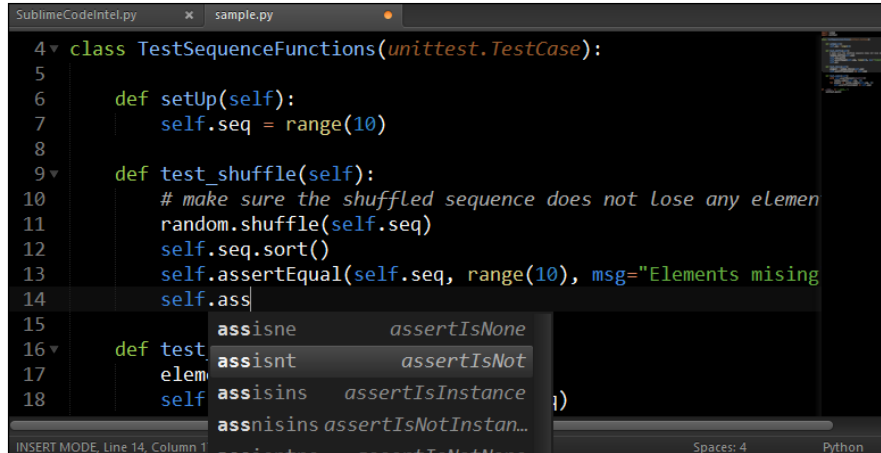 SublimeCodeIntel.py × sample.py
4 class TestSequenceFunctions(unittest.TestCase):
5
6 def setUp(self):
7 self.seq = range(10)
8
9 def test_shuffle(self):
10 # make sure the shuffled sequence does not lose any elemen
11 random.shuffle(self.seq)
12 self.seq.sort()
13 self.assertEqual(self.seq, range(10), msg="Elements mising
14 self.ass
15 assisne assertIsNone
16 def test_ assisnt assertIsNot
17 elem assisins assertIsInstance
18 self assnisins assertIsNotInstan… q)
INSERT MODE, Line 14, Column 1 Spaces: 4 Python